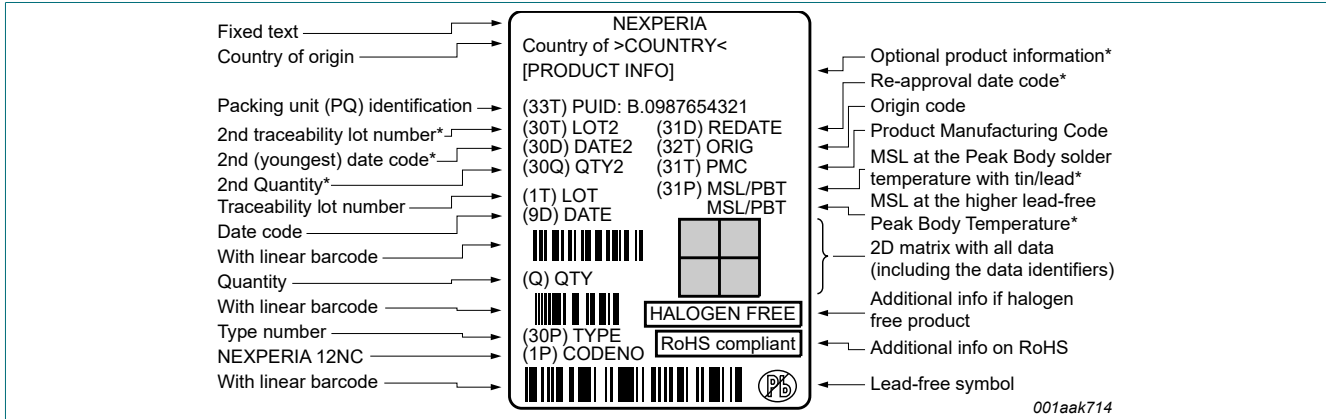 Fixed text
Country of origin
Packing unit (PQ) identification
2nd traceability lot number*
2nd (youngest) date code*
2nd Quantity*
Traceability lot number
Date code
With linear barcode
Quantity
With linear barcode
Type number
NEXPERIA 12NC
With linear barcode
NEXPERIA
Country of >COUNTRY<
[PRODUCT INFO]
(33T) PUID: B.0987654321
(30T) LOT2 (31D) REDATE
(30D) DATE2 (32T) ORIG
(30Q) QTY2 (31T) PMC
(31P) MSL/PBT
(1T) LOT MSL/PBT
(9D) DATE
(Q) QTY
HALOGEN FREE
(30P) TYPE RoHS compliant
(1P) CODENO
Pb
Optional product information*
Re-approval date code*
Origin code
Product Manufacturing Code
MSL at the Peak Body solder
temperature with tin/lead*
MSL at the higher lead-free
Peak Body Temperature*
2D matrix with all data
(including the data identifiers)
Additional info if halogen
free product
Additional info on RoHS
Lead-free symbol
001aak714